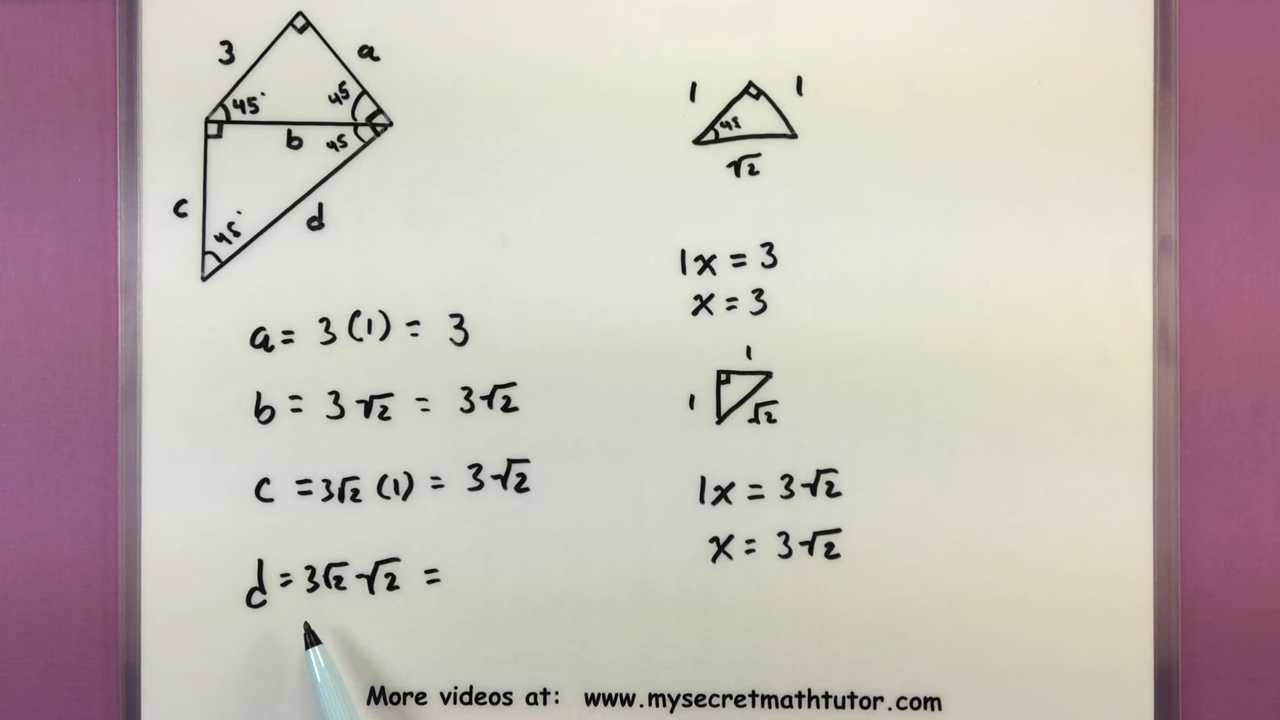 3 a
45° 45
b 45
c 45° d
1 1
45
√2
1x = 3
x = 3
1
1 √2
1x = 3√2
x = 3√2
a = 3 (1) = 3
b = 3√2 = 3√2
c = 3√2 (1) = 3√2
d = 3√2 · √2 =
More videos at: www.mysecretmathtutor.com